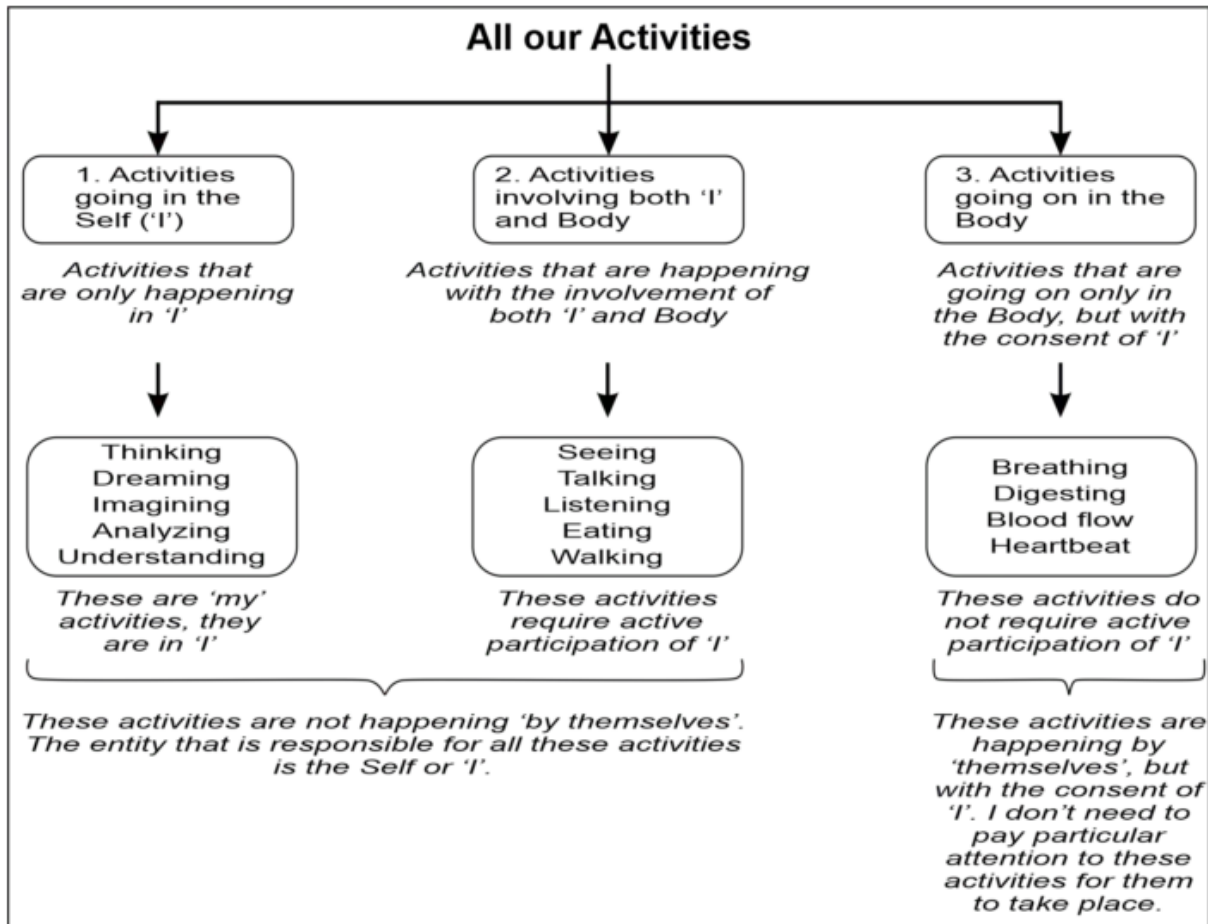 All our Activities
1. Activities
going in the
Self (‘I’)
Activities that
are only happening
in ‘I’
Thinking
Dreaming
Imagining
Analyzing
Understanding
These are ‘my’
activities, they
are in ‘I’
2. Activities
involving both ‘I’
and Body
Activities that are happening
with the involvement of
both ‘I’ and Body
Seeing
Talking
Listening
Eating
Walking
These activities
require active
participation of ‘I’
These activities are not happening ‘by themselves’.
The entity that is responsible for all these activities
is the Self or ‘I’.
3. Activities
going on in the
Body
Activities that are
going on only in
the Body, but with
the consent of ‘I’
Breathing
Digesting
Blood flow
Heartbeat
These activities do
not require active
participation of ‘I’
These activities are
happening by
‘themselves’, but
with the consent of
‘I’. I don’t need to
pay particular
attention to these
activities for them
to take place.